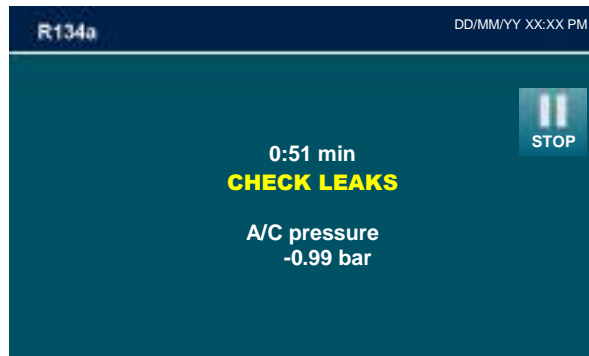 R134a
DD/MM/YY XX:XX PM
STOP
0:51 min
CHECK LEAKS
A/C pressure
-0.99 bar